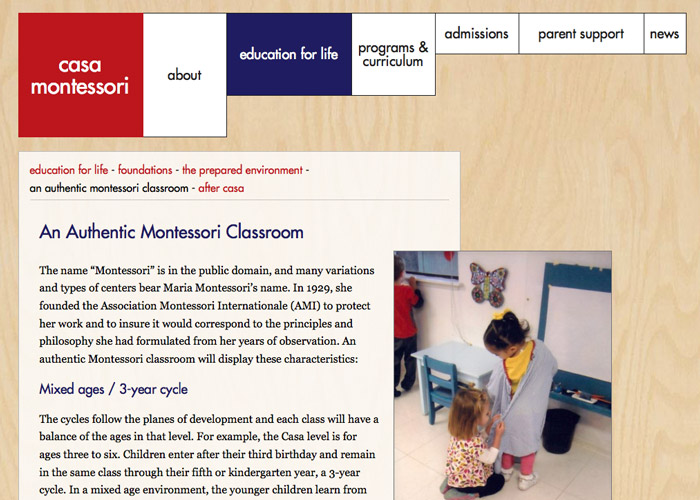 casa
montessori
about
education for life
programs &
curriculum
admissions
parent support
news
education for life - foundations - the prepared environment -
an authentic montessori classroom - after casa
An Authentic Montessori Classroom
The name “Montessori” is in the public domain, and many variations
and types of centers bear Maria Montessori’s name. In 1929, she
founded the Association Montessori Internationale (AMI) to protect
her work and to insure it would correspond to the principles and
philosophy she had formulated from her years of observation. An
authentic Montessori classroom will display these characteristics:
Mixed ages / 3-year cycle
The cycles follow the planes of development and each class will have a
balance of the ages in that level. For example, the Casa level is for
ages three to six. Children enter after their third birthday and remain
in the same class through their fifth or kindergarten year, a 3-year
cycle. In a mixed age environment, the younger children learn from